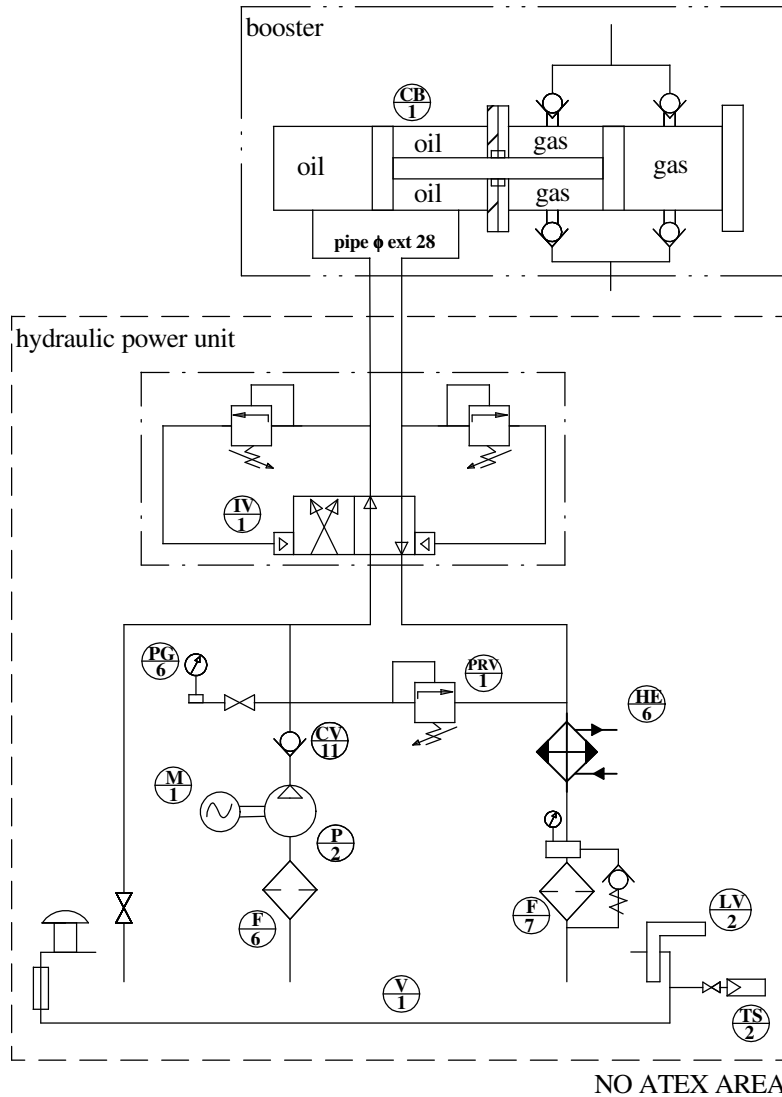 booster
CB
1
oil
gas
oil
gas
oil
gas
pipe ϕ ext 28
hydraulic power unit
IV
1
PG
6
PRV
1
HE
6
CV
11
M
1
P
2
F
6
F
7
LV
2
V
1
TS
2
NO ATEX AREA